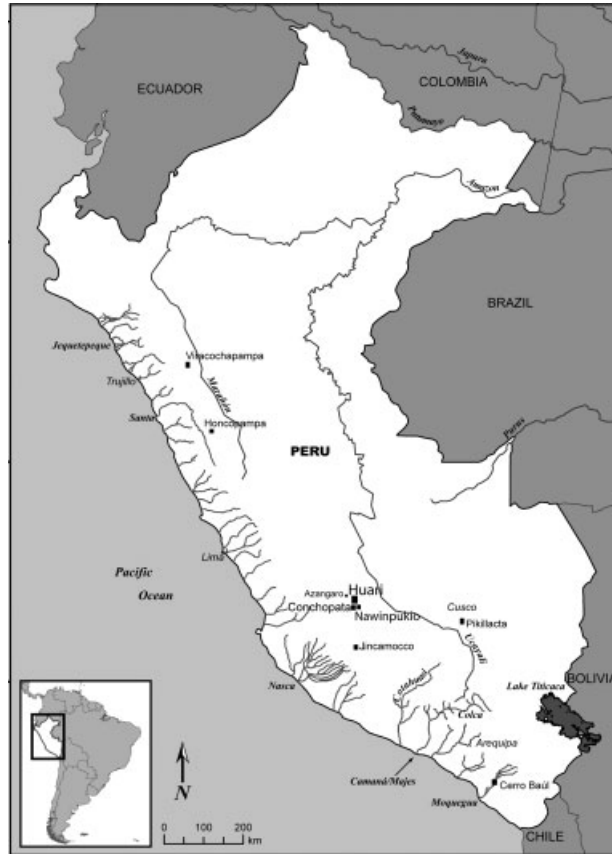 ECUADOR
COLOMBIA
Japura
Putumayo
Amazon
BRAZIL
Jequetepeque
Viracochapampa
Trujillo
Marañón
Santa
Honcopampa
PERU
Purus
Lima
Pacific
Ocean
Azangaro
Huari
Conchopata
Nawinpukio
Cusco
Pikillacta
Jincamocco
Ucayali
BOLIVIA
Nasca
Cotahuasi
Lake Titicaca
Colca
Arequipa
Camaná/Majes
Cerro Baúl
Moquegua
N
0 100 200
km
CHILE